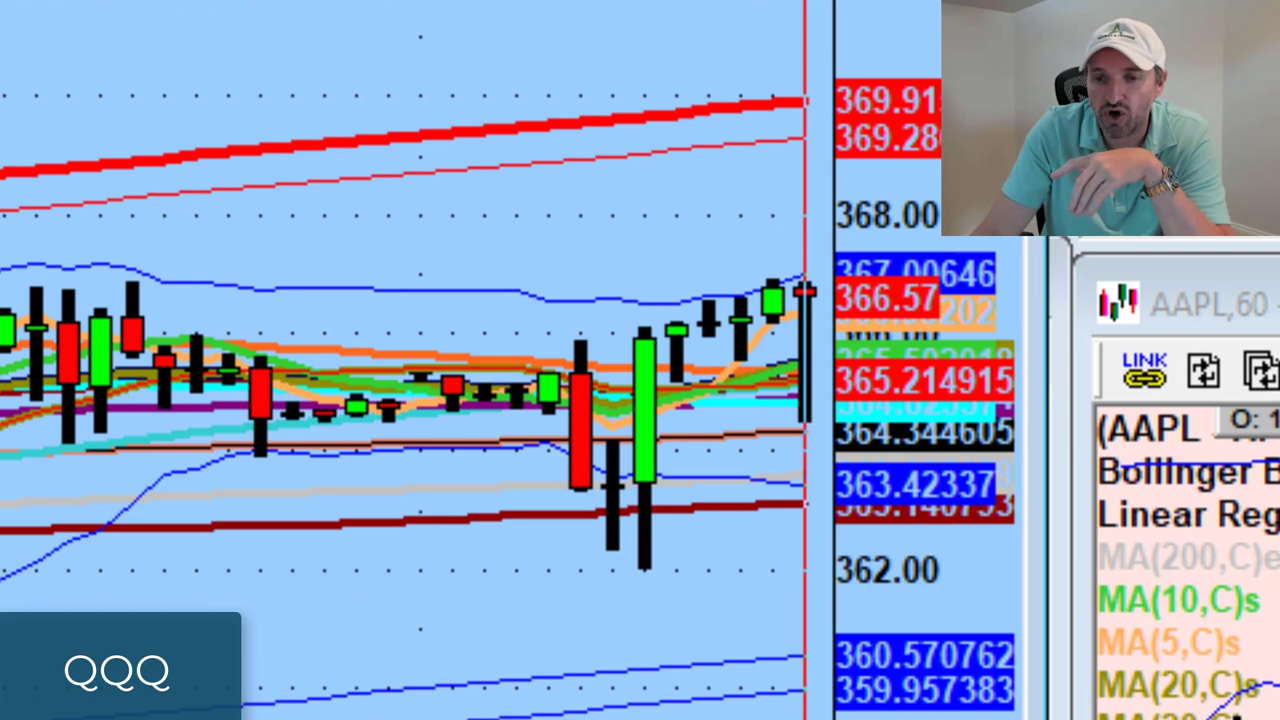 369.91
369.28
368.00
367.00646
366.57
202
365.214915
364.344605
363.42337
362.00
360.570762
359.957383
AAPL,60 -
LINK
O: 1
(AAPL
Bollinger B
Linear Reg
MA(200,C)e
MA(10,C)s
MA(5,C)s
MA(20,C)s
QQQ